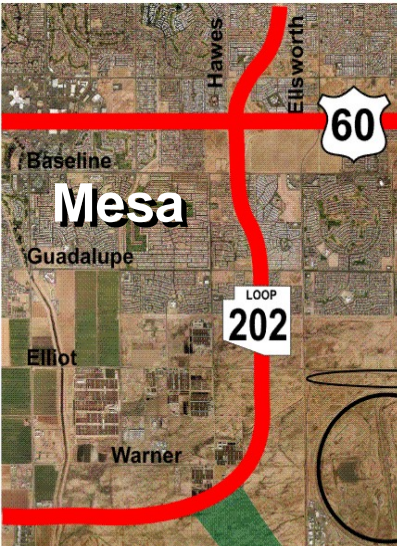 Hawes
Ellsworth
60
Baseline
Mesa
Guadalupe
LOOP
202
Elliot
Warner